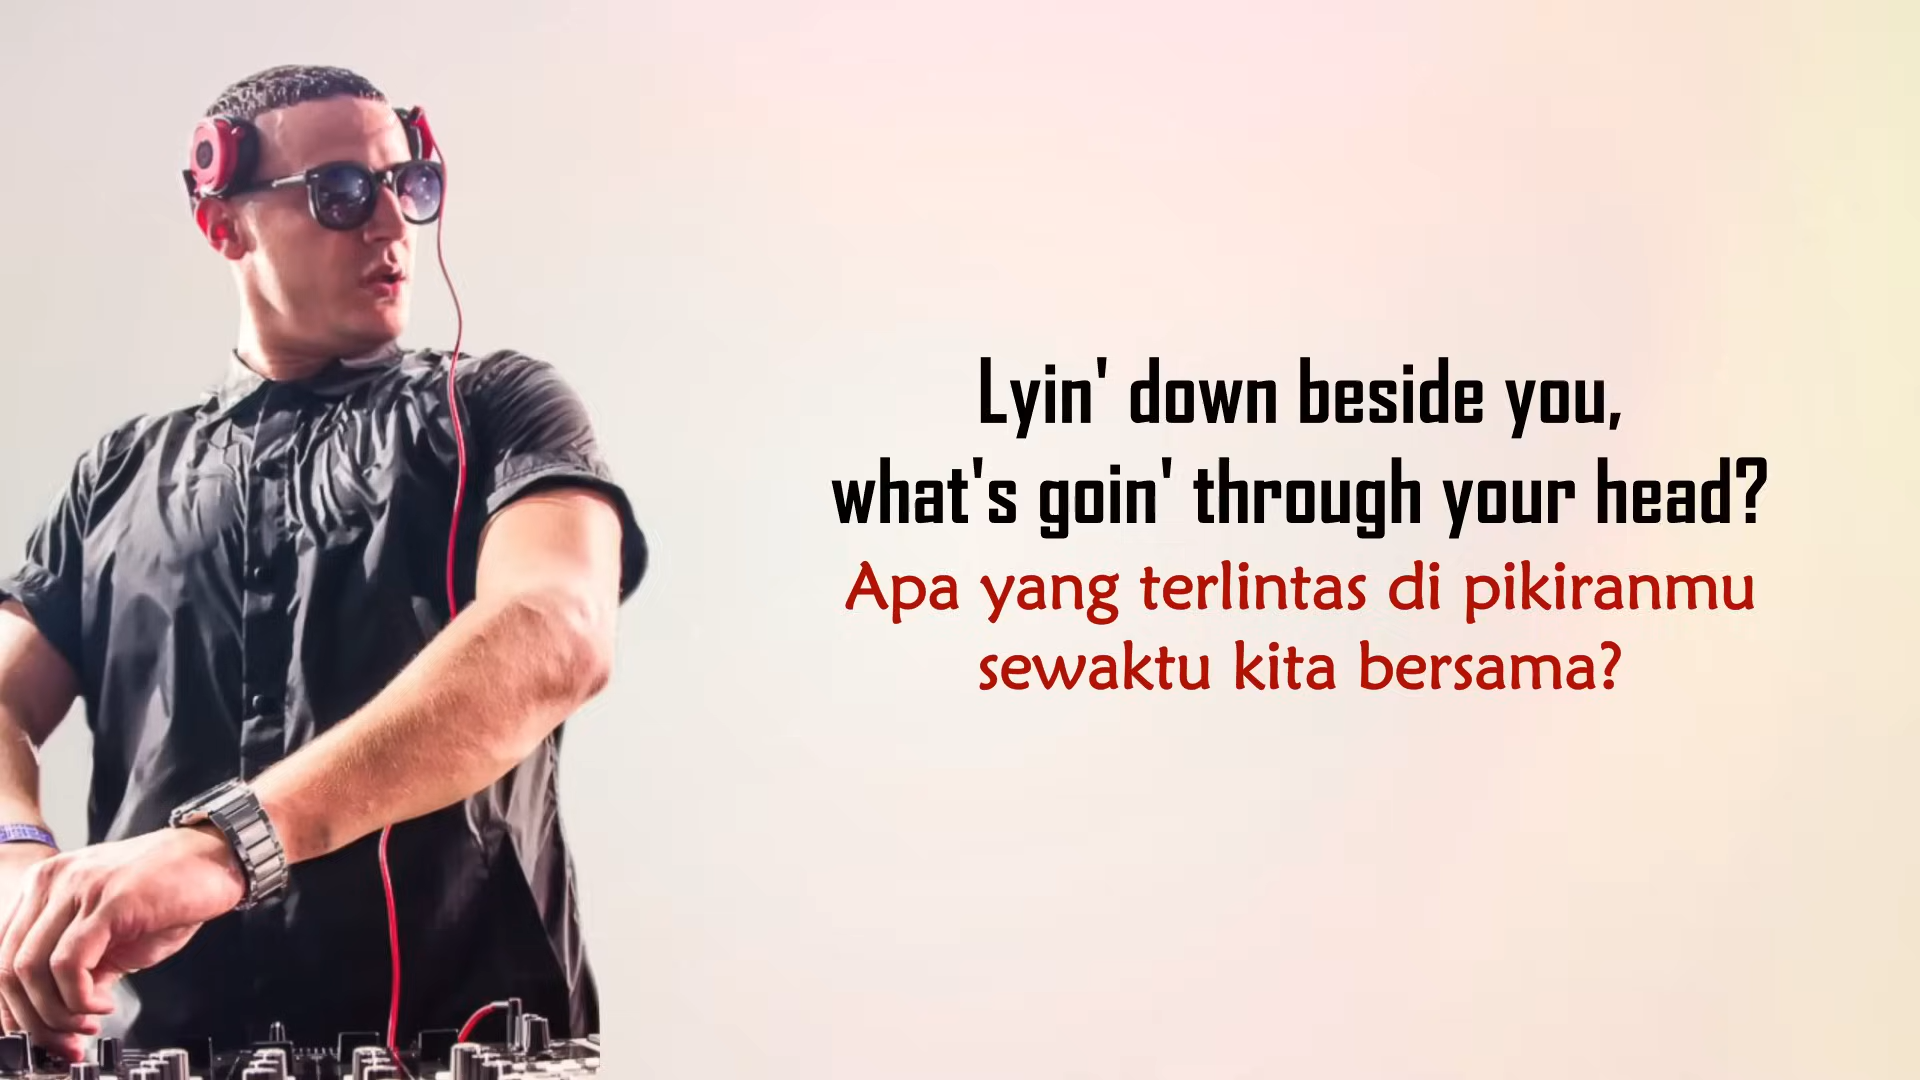 Lyin' down beside you,
what's goin' through your head?
Apa yang terlintas di pikiranmu
sewaktu kita bersama?